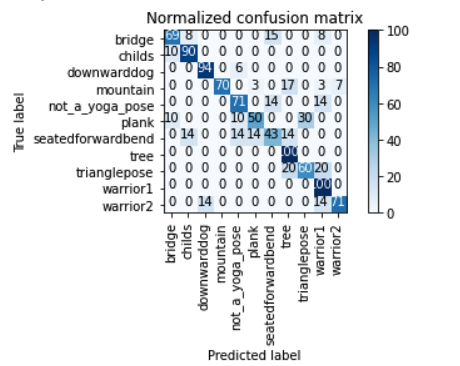 Normalized confusion matrix
True label
bridge 69 8 0 0 0 0 15 0 0 8 0
childs 10 90 0 0 0 0 0 0 0 0 0
downwarddog 0 0 94 0 6 0 0 0 0 0 0
mountain 0 0 0 70 0 3 0 17 0 3 7
not_a_yoga_pose 0 0 0 0 71 0 14 0 0 14 0
plank 10 0 0 0 10 50 0 0 30 0 0
seatedforwardbend 0 14 0 0 14 14 43 14 0 0 0
tree 0 0 0 0 0 0 0 100 0 0 0
trianglepose 0 0 0 0 0 0 0 20 60 20 0
warrior1 0 0 0 0 0 0 0 0 0 100 0
warrior2 0 0 14 0 0 0 0 0 0 14 71
bridge
childs
downwarddog
mountain
not_a_yoga_pose
plank
seatedforwardbend
tree
trianglepose
warrior1
warrior2
Predicted label
100
80
60
40
20
0